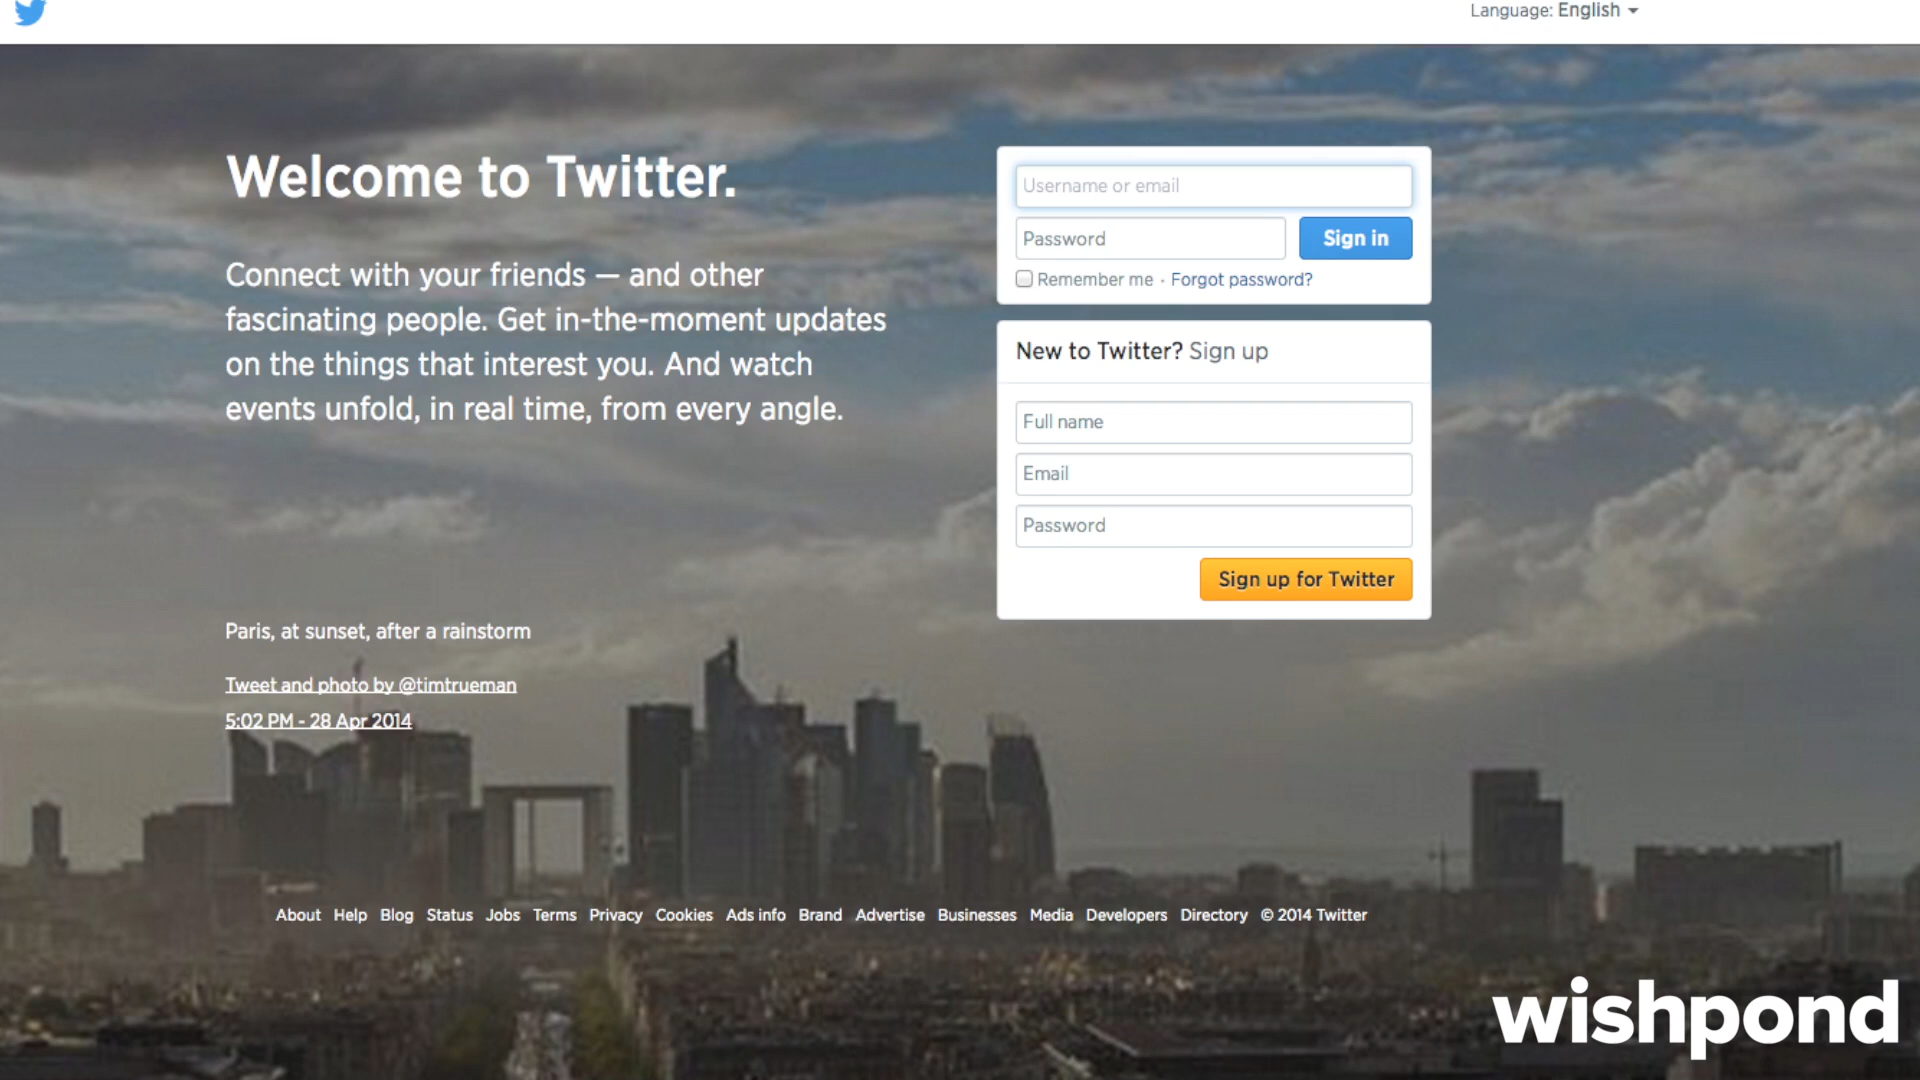 Language: English
Welcome to Twitter.
Connect with your friends — and other
fascinating people. Get in-the-moment updates
on the things that interest you. And watch
events unfold, in real time, from every angle.
Username or email
Password
Sign in
Remember me · Forgot password?
New to Twitter? Sign up
Full name
Email
Password
Sign up for Twitter
Paris, at sunset, after a rainstorm
Tweet and photo by @timtrueman
5:02 PM - 28 Apr 2014
About Help Blog Status Jobs Terms Privacy Cookies Ads info Brand Advertise Businesses Media Developers Directory © 2014 Twitter
wishpond